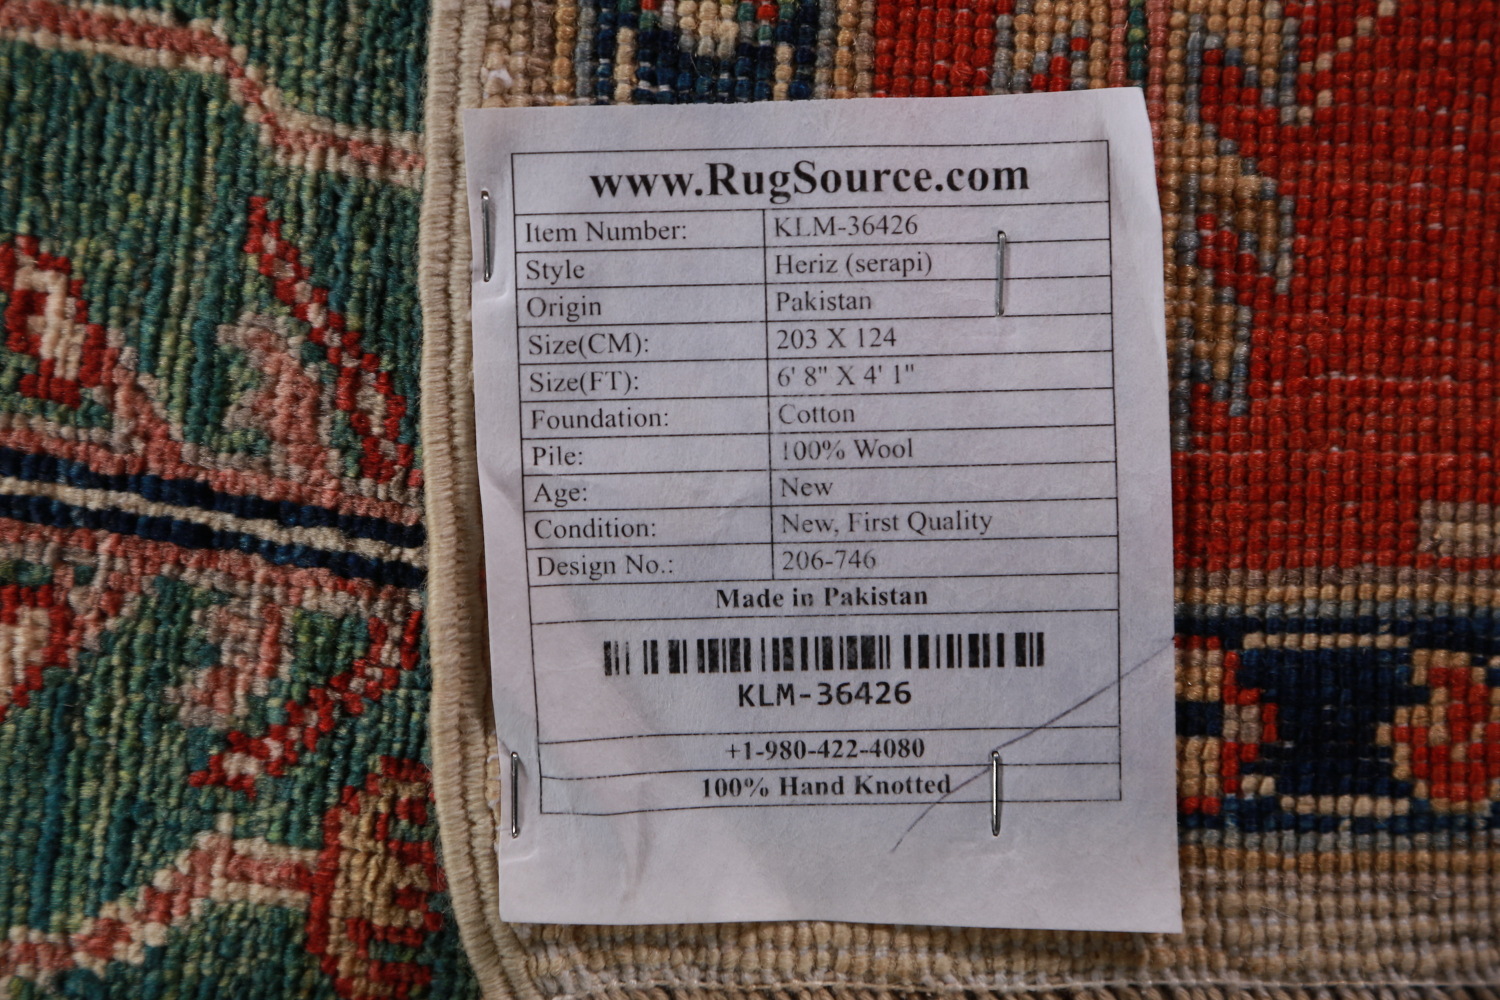 www.RugSource.com
Item Number: KLM-36426
Style Heriz (serapi)
Origin Pakistan
Size(CM): 203 X 124
Size(FT): 6' 8" X 4' 1"
Foundation: Cotton
Pile: 100% Wool
Age: New
Condition: New, First Quality
Design No.: 206-746
Made in Pakistan
KLM-36426
+1-980-422-4080
100% Hand Knotted